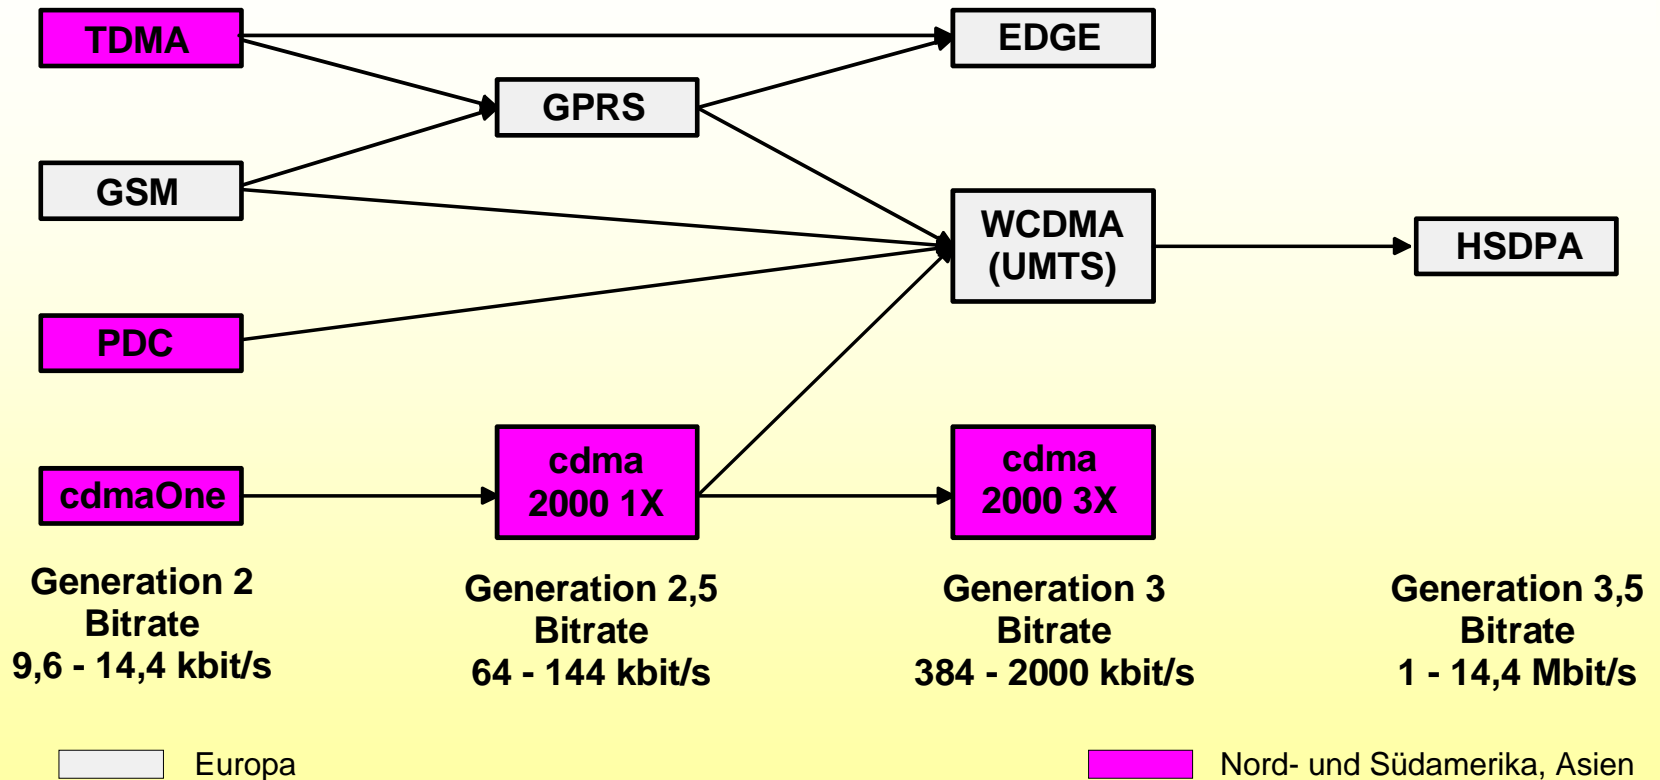 TDMA
EDGE
GPRS
GSM
WCDMA
(UMTS)
HSDPA
PDC
cdmaOne
cdma
2000 1X
cdma
2000 3X
Generation 2
Bitrate
9,6 - 14,4 kbit/s
Generation 2,5
Bitrate
64 - 144 kbit/s
Generation 3
Bitrate
384 - 2000 kbit/s
Generation 3,5
Bitrate
1 - 14,4 Mbit/s
Europa
Nord- und Südamerika, Asien